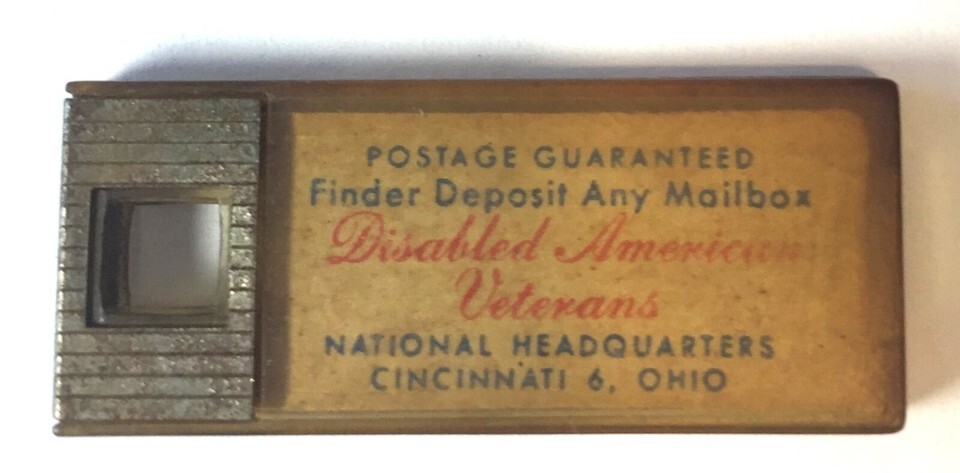 POSTAGE GUARANTEED
Finder Deposit Any Mailbox
Disabled American
Veterans
NATIONAL HEADQUARTERS
CINCINNATI 6, OHIO